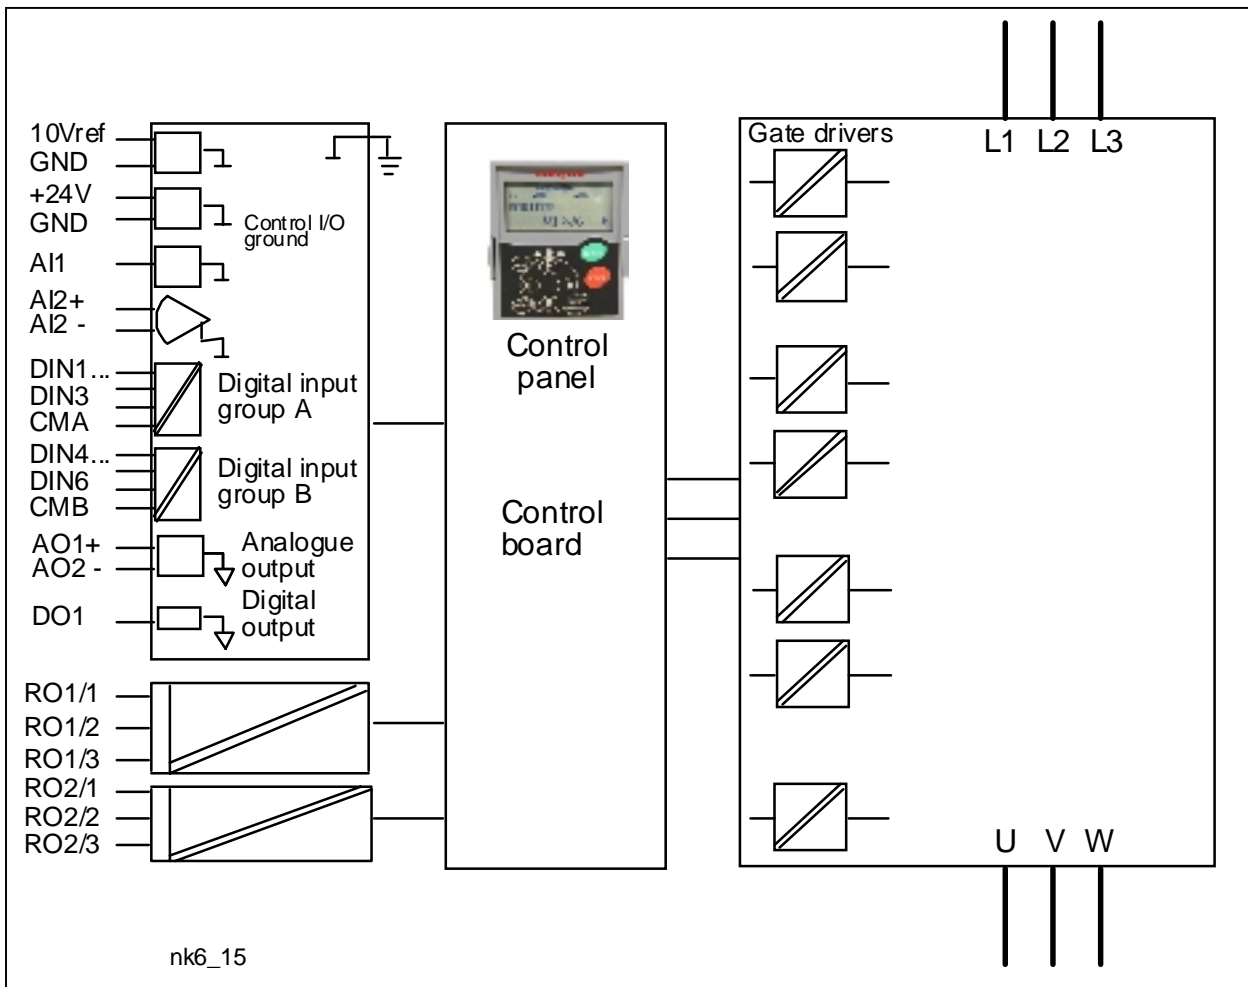 10Vref
GND
+24V
GND
AI1
AI2+
AI2 -
DIN1...
DIN3
CMA
DIN4...
DIN6
CMB
AO1+
AO2 -
DO1
RO1/1
RO1/2
RO1/3
RO2/1
RO2/2
RO2/3
Control I/O
ground
Digital input
group A
Digital input
group B
Analogue
output
Digital
output
Control
panel
Control
board
Gate drivers
L1 L2 L3
U V W
nk6_15